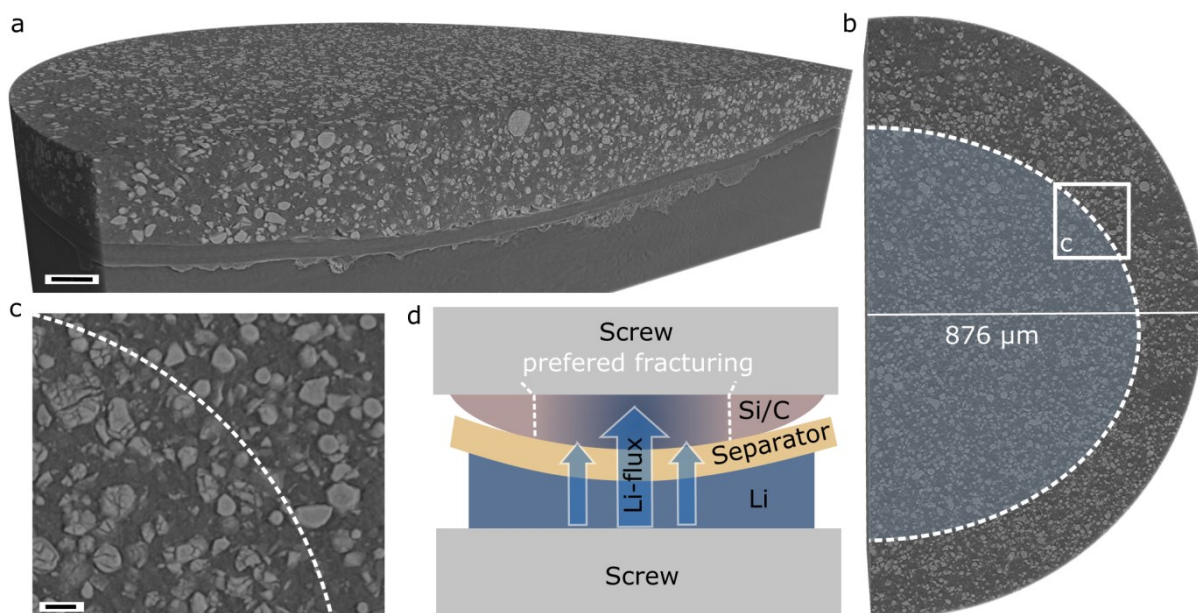 a
b
c
876 µm
c
d
Screw
prefered fracturing
Si/C
Separator
Li-flux
Li
Screw